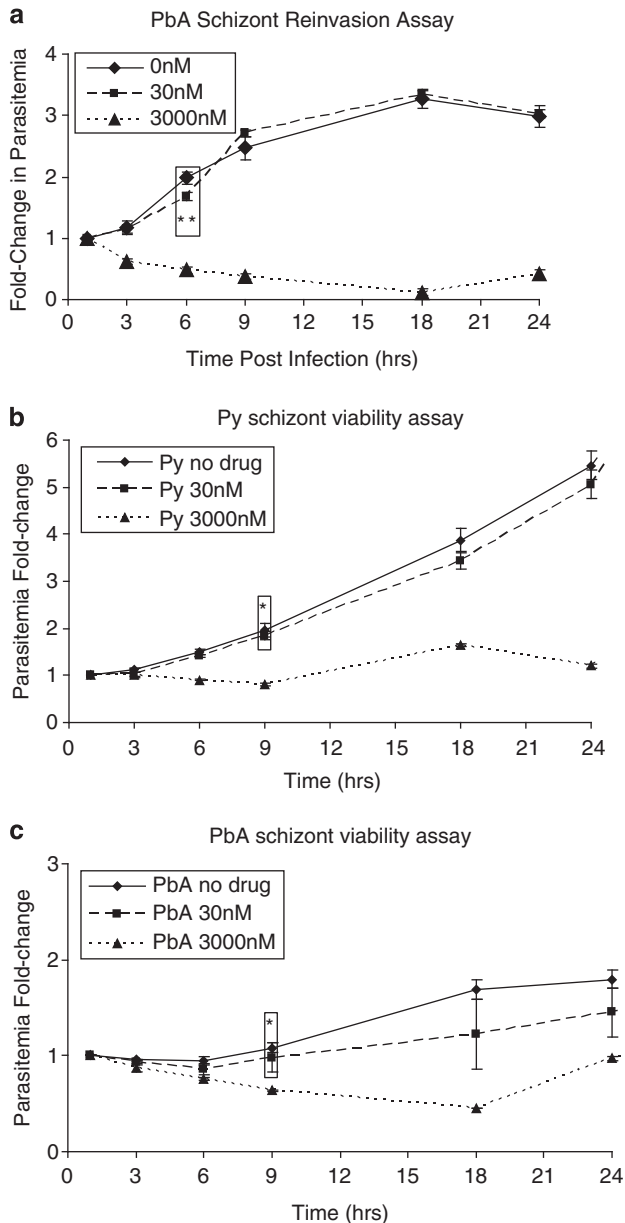 a
PbA Schizont Reinvasion Assay
Fold-Change in Parasitemia
4
3
2
1
0
0nM
30nM
3000nM
**
0 3 6 9 12 15 18 21 24
Time Post Infection (hrs)
b
Py schizont viability assay
Parasitemia Fold-change
6
5
4
3
2
1
0
Py no drug
Py 30nM
Py 3000nM
*
0 3 6 9 12 15 18 21 24
Time (hrs)
c
PbA schizont viability assay
Parasitemia Fold-change
3
2
1
0
PbA no drug
PbA 30nM
PbA 3000nM
*
0 3 6 9 12 15 18 21 24
Time (hrs)